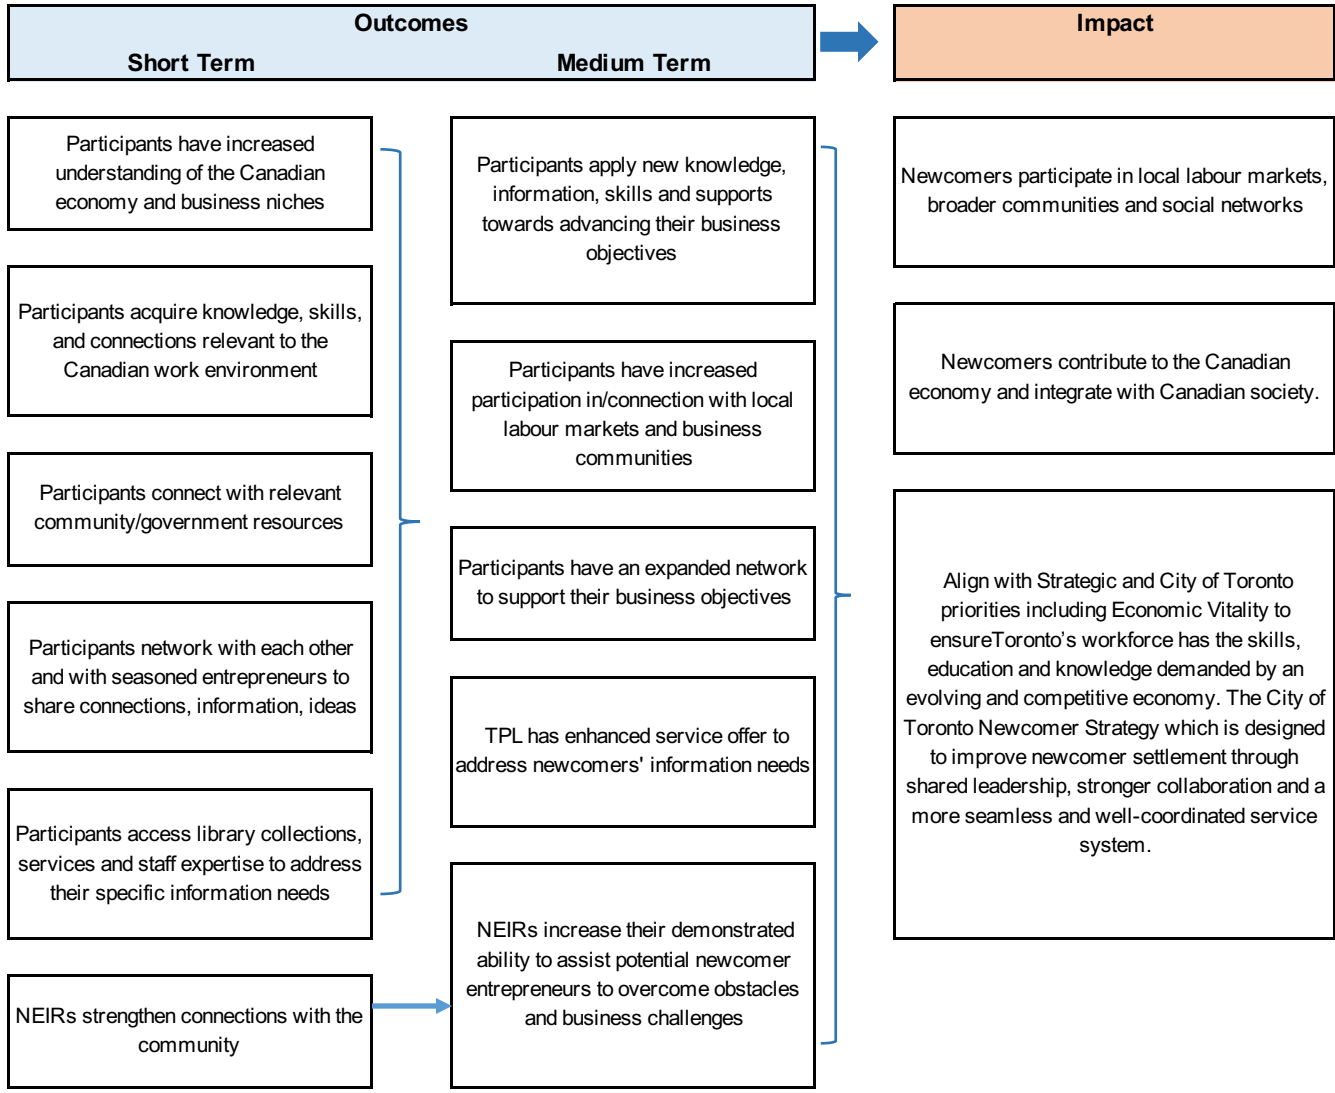 Outcomes
Short Term
Medium Term
Impact
Participants have increased
understanding of the Canadian
economy and business niches
Participants acquire knowledge, skills,
and connections relevant to the
Canadian work environment
Participants connect with relevant
community/government resources
Participants network with each other
and with seasoned entrepreneurs to
share connections, information, ideas
Participants access library collections,
services and staff expertise to address
their specific information needs
NEIRs strengthen connections with the
community
Participants apply new knowledge,
information, skills and supports
towards advancing their business
objectives
Participants have increased
participation in/connection with local
labour markets and business
communities
Participants have an expanded network
to support their business objectives
TPL has enhanced service offer to
address newcomers' information needs
NEIRs increase their demonstrated
ability to assist potential newcomer
entrepreneurs to overcome obstacles
and business challenges
Newcomers participate in local labour markets,
broader communities and social networks
Newcomers contribute to the Canadian
economy and integrate with Canadian society.
Align with Strategic and City of Toronto
priorities including Economic Vitality to
ensureToronto’s workforce has the skills,
education and knowledge demanded by an
evolving and competitive economy. The City of
Toronto Newcomer Strategy which is designed
to improve newcomer settlement through
shared leadership, stronger collaboration and a
more seamless and well-coordinated service
system.